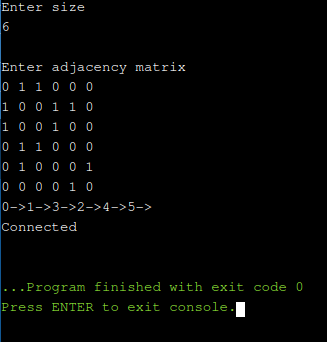 Enter size
6
Enter adjacency matrix
0 1 1 0 0 0
1 0 0 1 1 0
1 0 0 1 0 0
0 1 1 0 0 0
0 1 0 0 0 1
0 0 0 0 1 0
0->1->3->2->4->5->
Connected
...Program finished with exit code 0
Press ENTER to exit console.